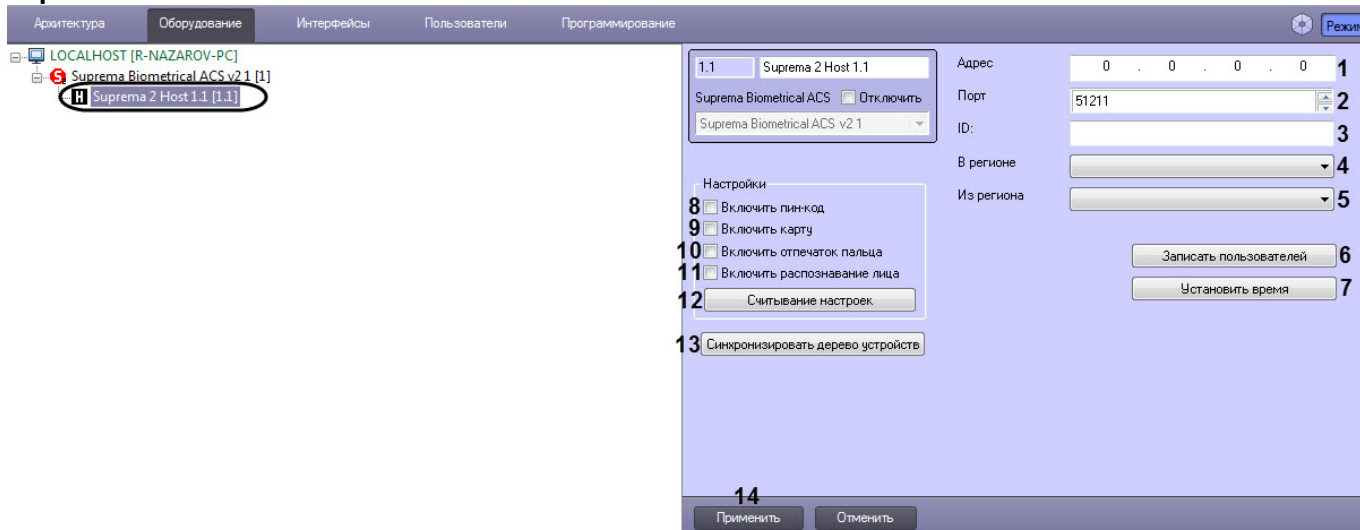 Архитектура Оборудование Интерфейсы Пользователи Программирование
LOCALHOST [R-NAZAROV-PC]
Suprema Biometrical ACS v2 1 [1]
H Suprema 2 Host 1.1 [1.1]
1.1 Suprema 2 Host 1.1
Suprema Biometrical ACS Отключить
Suprema Biometrical ACS v2 1
Адрес 0 . 0 . 0 . 0 1
Порт 51211 2
ID: 3
В регионе 4
Из региона 5
Настройки
8 Включить пин-код
9 Включить карту
10 Включить отпечаток пальца
11 Включить распознавание лица
12 Считывание настроек
13 Синхронизировать дерево устройств
Записать пользователей 6
Установить время 7
14
Применить Отменить